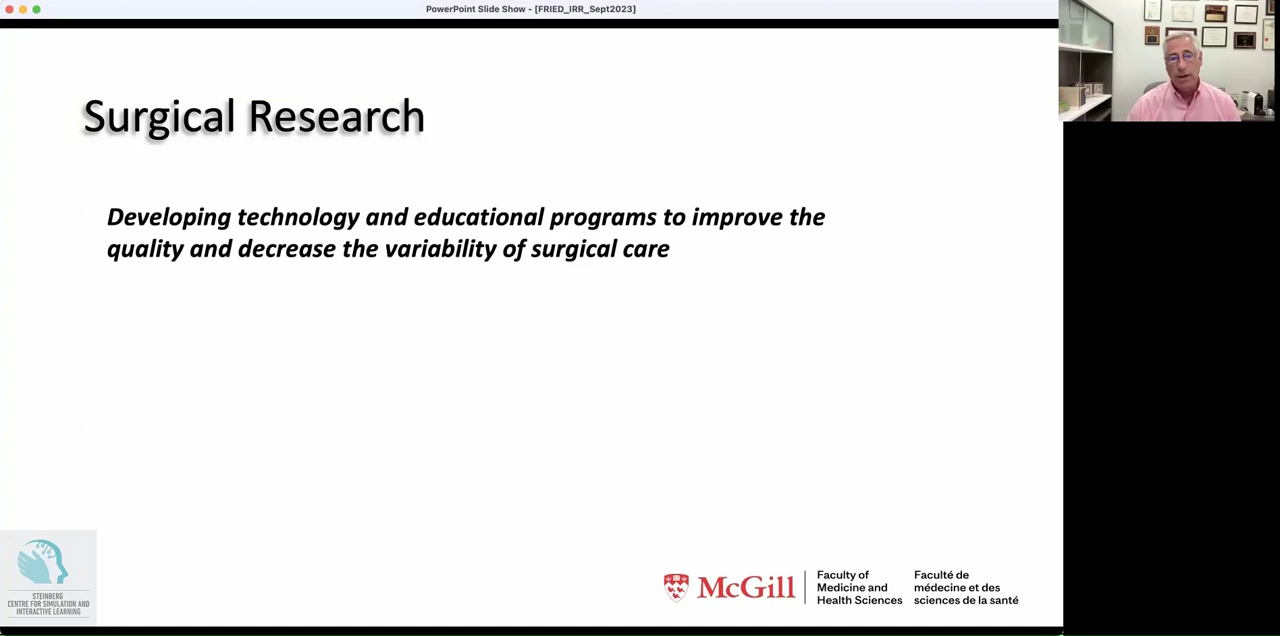 PowerPoint Slide Show - [FRIED_IRR_Sept2023]
Surgical Research
Developing technology and educational programs to improve the
quality and decrease the variability of surgical care
STEINBERG
CENTRE FOR SIMULATION AND
INTERACTIVE LEARNING
McGill
Faculty of
Medicine and
Health Sciences
Faculté de
médecine et des
sciences de la santé